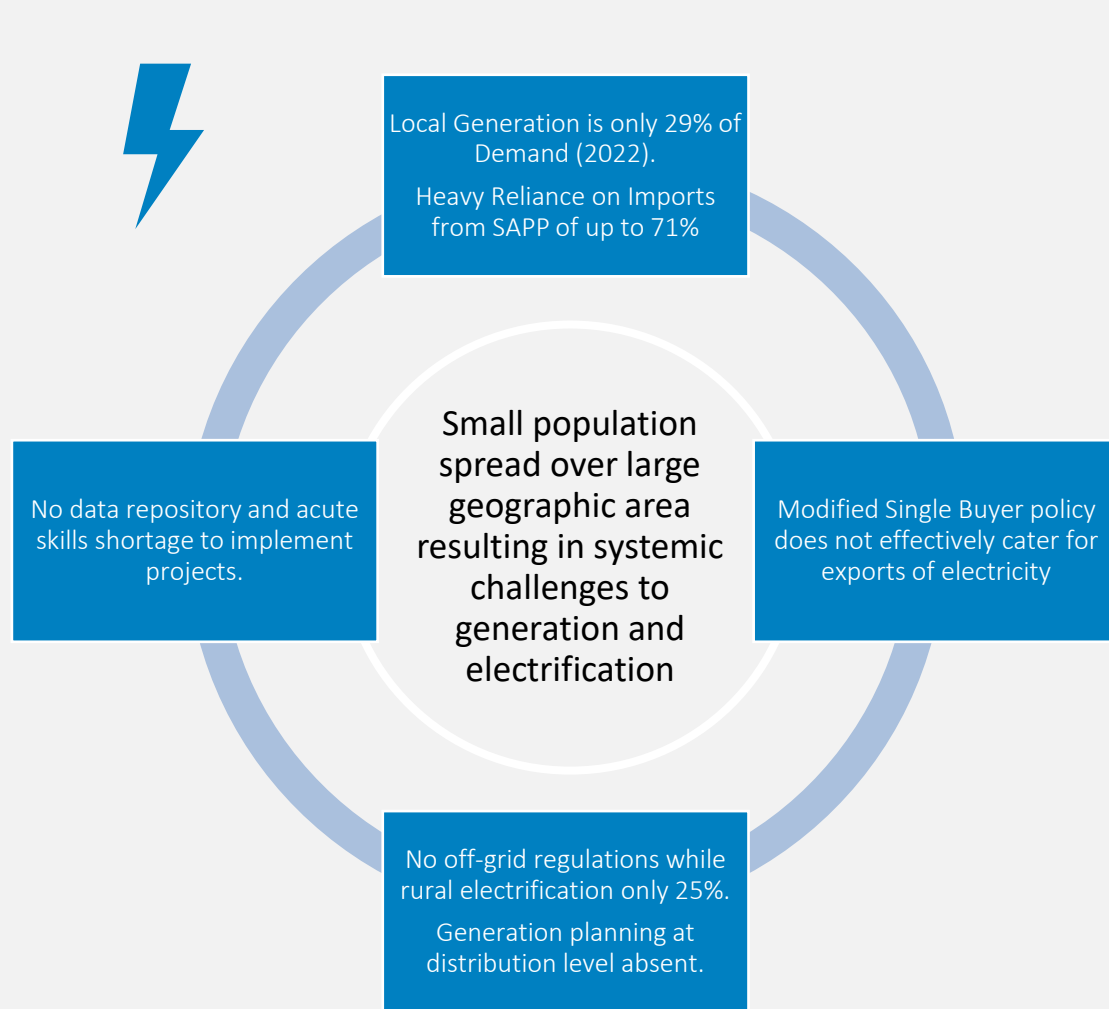 Local Generation is only 29% of
Demand (2022).
Heavy Reliance on Imports
from SAPP of up to 71%
No data repository and acute
skills shortage to implement
projects.
Small population
spread over large
geographic area
resulting in systemic
challenges to
generation and
electrification
Modified Single Buyer policy
does not effectively cater for
exports of electricity
No off-grid regulations while
rural electrification only 25%.
Generation planning at
distribution level absent.